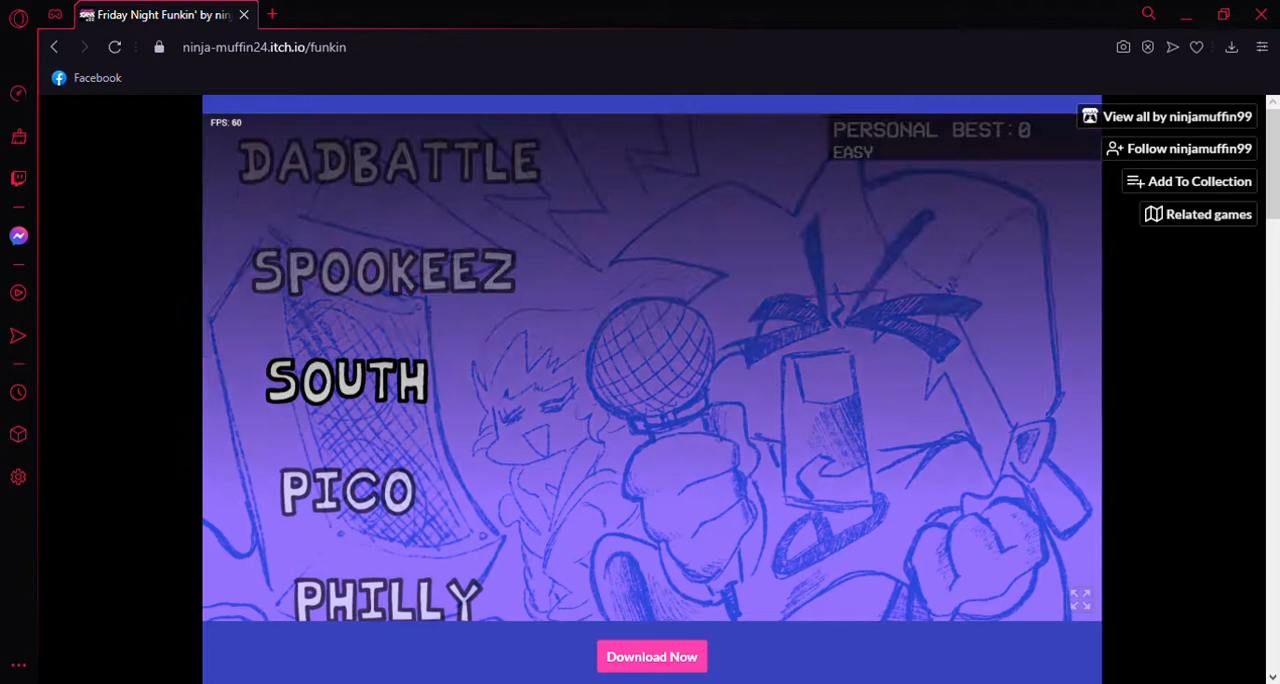 Friday Night Funkin' by nin
ninja-muffin24.itch.io/funkin
Facebook
FPS: 60
PERSONAL BEST:0
EASY
DADBATTLE
SPOOKEEZ
SOUTH
PICO
PHILLY
View all by ninjamuffin99
Follow ninjamuffin99
Add To Collection
Related games
Download Now